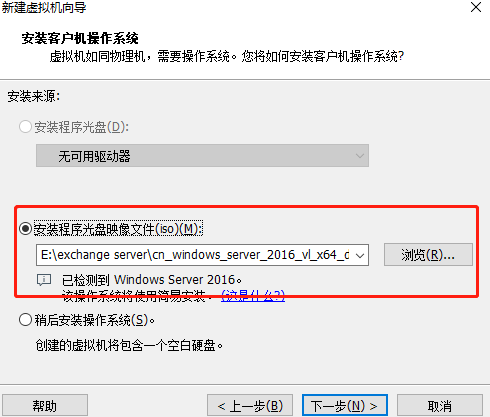 新建虚拟机向导
安装客户机操作系统
虚拟机如同物理机，需要操作系统。您将如何安装客户机操作系统?
安装来源:
安装程序光盘(D):
无可用驱动器
安装程序光盘映像文件(iso)(M):
E:\exchange server\cn_windows_server_2016_vl_x64_d
浏览(R)...
已检测到 Windows Server 2016。
该操作系统将使用简易安装。(这是什么?)
稍后安装操作系统(S)。
创建的虚拟机将包含一个空白硬盘。
帮助
< 上一步(B)
下一步(N) >
取消